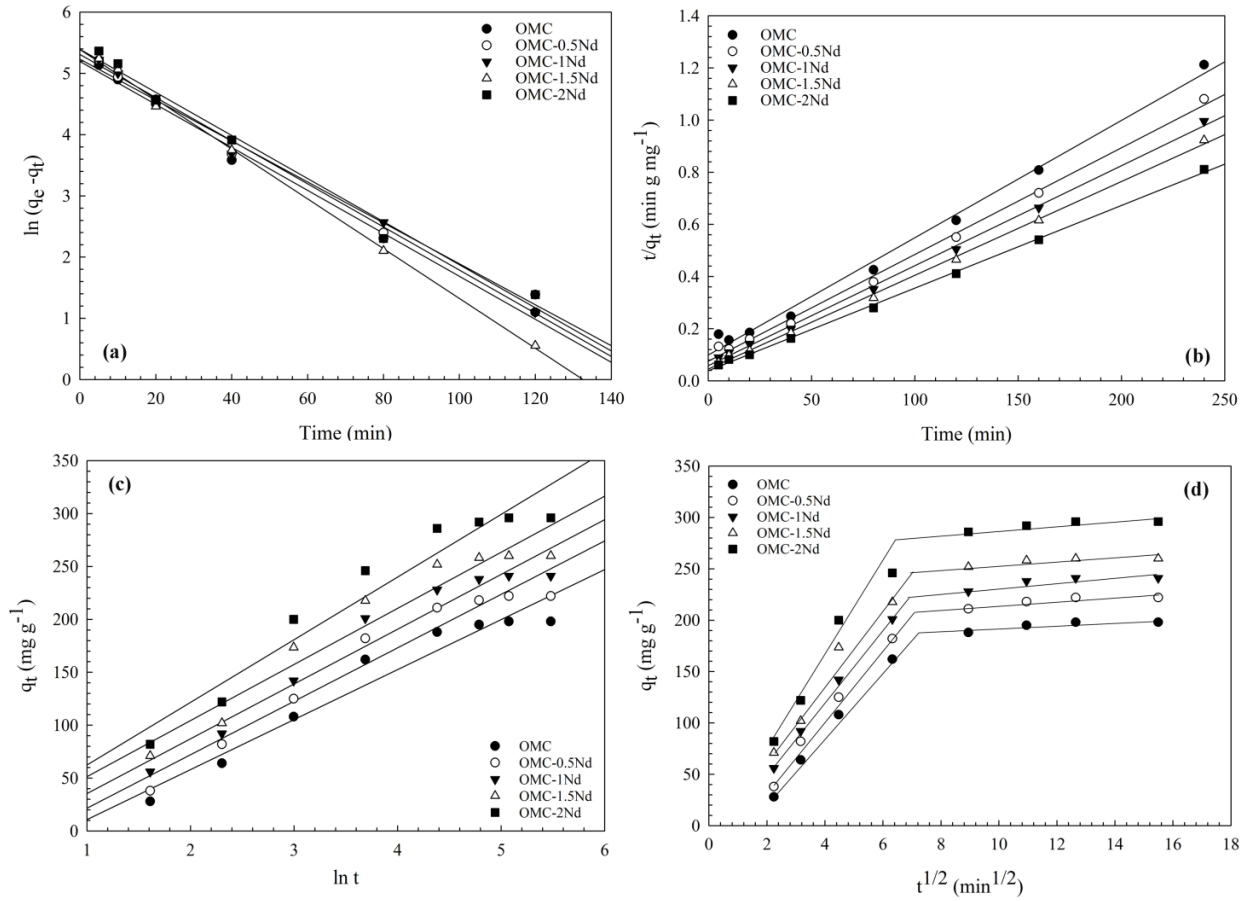 OMC
OMC-0.5Nd
OMC-1Nd
OMC-1.5Nd
OMC-2Nd
6
5
4
3
2
1
0
ln (qe -qt)
(a)
0 20 40 60 80 100 120 140
Time (min)
OMC
OMC-0.5Nd
OMC-1Nd
OMC-1.5Nd
OMC-2Nd
1.4
1.2
1.0
0.8
0.6
0.4
0.2
0.0
t/qt (min g mg-1)
(b)
0 50 100 150 200 250
Time (min)
(c)
350
300
250
200
150
100
50
0
qt (mg g-1)
OMC
OMC-0.5Nd
OMC-1Nd
OMC-1.5Nd
OMC-2Nd
1 2 3 4 5 6
ln t
OMC
OMC-0.5Nd
OMC-1Nd
OMC-1.5Nd
OMC-2Nd
(d)
350
300
250
200
150
100
50
0
qt (mg g-1)
0 2 4 6 8 10 12 14 16 18
t1/2 (min1/2)